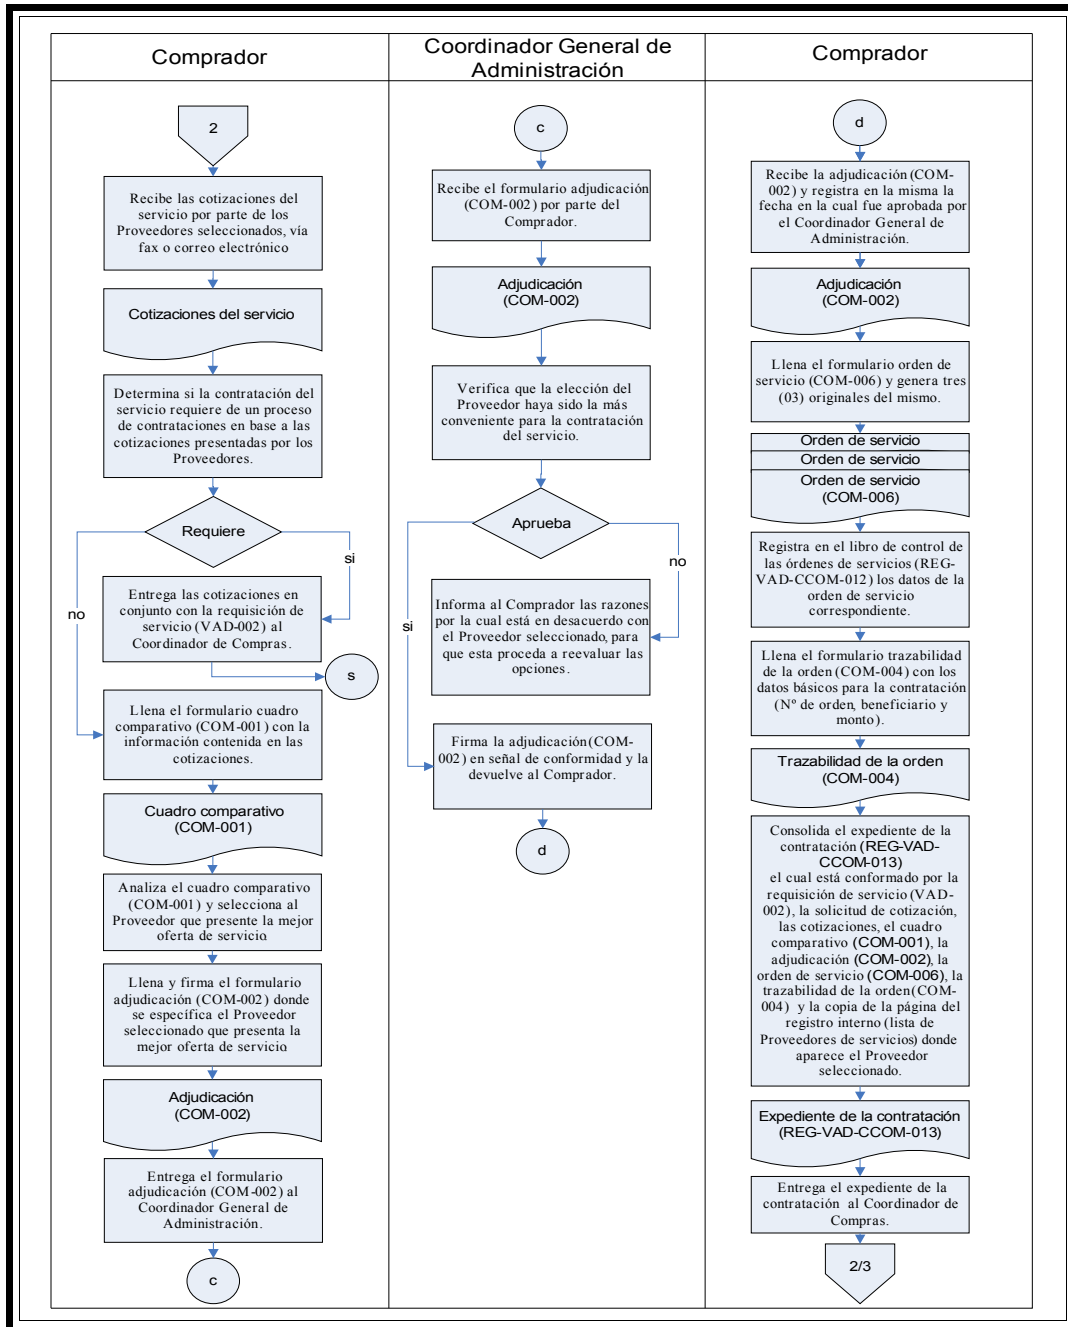 Comprador
2
Recibe las cotizaciones del
servicio por parte de los
Proveedores seleccionados, vía
fax o correo electrónico
Cotizaciones del servicio
Determina si la contratación del
servicio requiere de un proceso
de contrataciones en base a las
cotizaciones presentadas por los
Proveedores.
Requiere
si
no
Entrega las cotizaciones en
conjunto con la requisición de
servicio (VAD-002) al
Coordinador de Compras.
s
Llena el formulario cuadro
comparativo (COM-001) con la
información contenida en las
cotizaciones.
Cuadro comparativo
(COM-001)
Analiza el cuadro comparativo
(COM-001) y selecciona al
Proveedor que presente la mejor
oferta de servicio.
Llena y firma el formulario
adjudicación (COM-002) donde
se específica el Proveedor
seleccionado que presenta la
mejor oferta de servicio.
Adjudicación
(COM-002)
Entrega el formulario
adjudicación (COM-002) al
Coordinador General de
Administración.
c
Coordinador General de
Administración
c
Recibe el formulario adjudicación
(COM-002) por parte del
Comprador.
Adjudicación
(COM-002)
Verifica que la elección del
Proveedor haya sido la más
conveniente para la contratación
del servicio.
Aprueba
no
si
Informa al Comprador las razones
por la cual está en desacuerdo con
el Proveedor seleccionado, para
que esta proceda a reevaluar las
opciones.
Firma la adjudicación (COM-
002) en señal de conformidad y la
devuelve al Comprador.
d
Comprador
d
Recibe la adjudicación (COM-
002) y registra en la misma la
fecha en la cual fue aprobada por
el Coordinador General de
Administración.
Adjudicación
(COM-002)
Llena el formulario orden de
servicio (COM-006) y genera tres
(03) originales del mismo.
Orden de servicio
Orden de servicio
Orden de servicio
(COM-006)
Registra en el libro de control de
las órdenes de servicios (REG-
VAD-CCOM-012) los datos de la
orden de servicio
correspondiente.
Llena el formulario trazabilidad
de la orden (COM-004) con los
datos básicos para la contratación
(Nº de orden, beneficiario y
monto).
Trazabilidad de la orden
(COM-004)
Consolida el expediente de la
contratación (REG-VAD-
CCOM-013)
el cual está conformado por la
requisición de servicio (VAD-
002), la solicitud de cotización,
las cotizaciones, el cuadro
comparativo (COM-001), la
adjudicación (COM-002), la
orden de servicio (COM-006), la
trazabilidad de la orden (COM-
004) y la copia de la página del
registro interno (lista de
Proveedores de servicios) donde
aparece el Proveedor
seleccionado.
Expediente de la contratación
(REG-VAD-CCOM-013)
Entrega el expediente de la
contratación al Coordinador de
Compras.
2/3